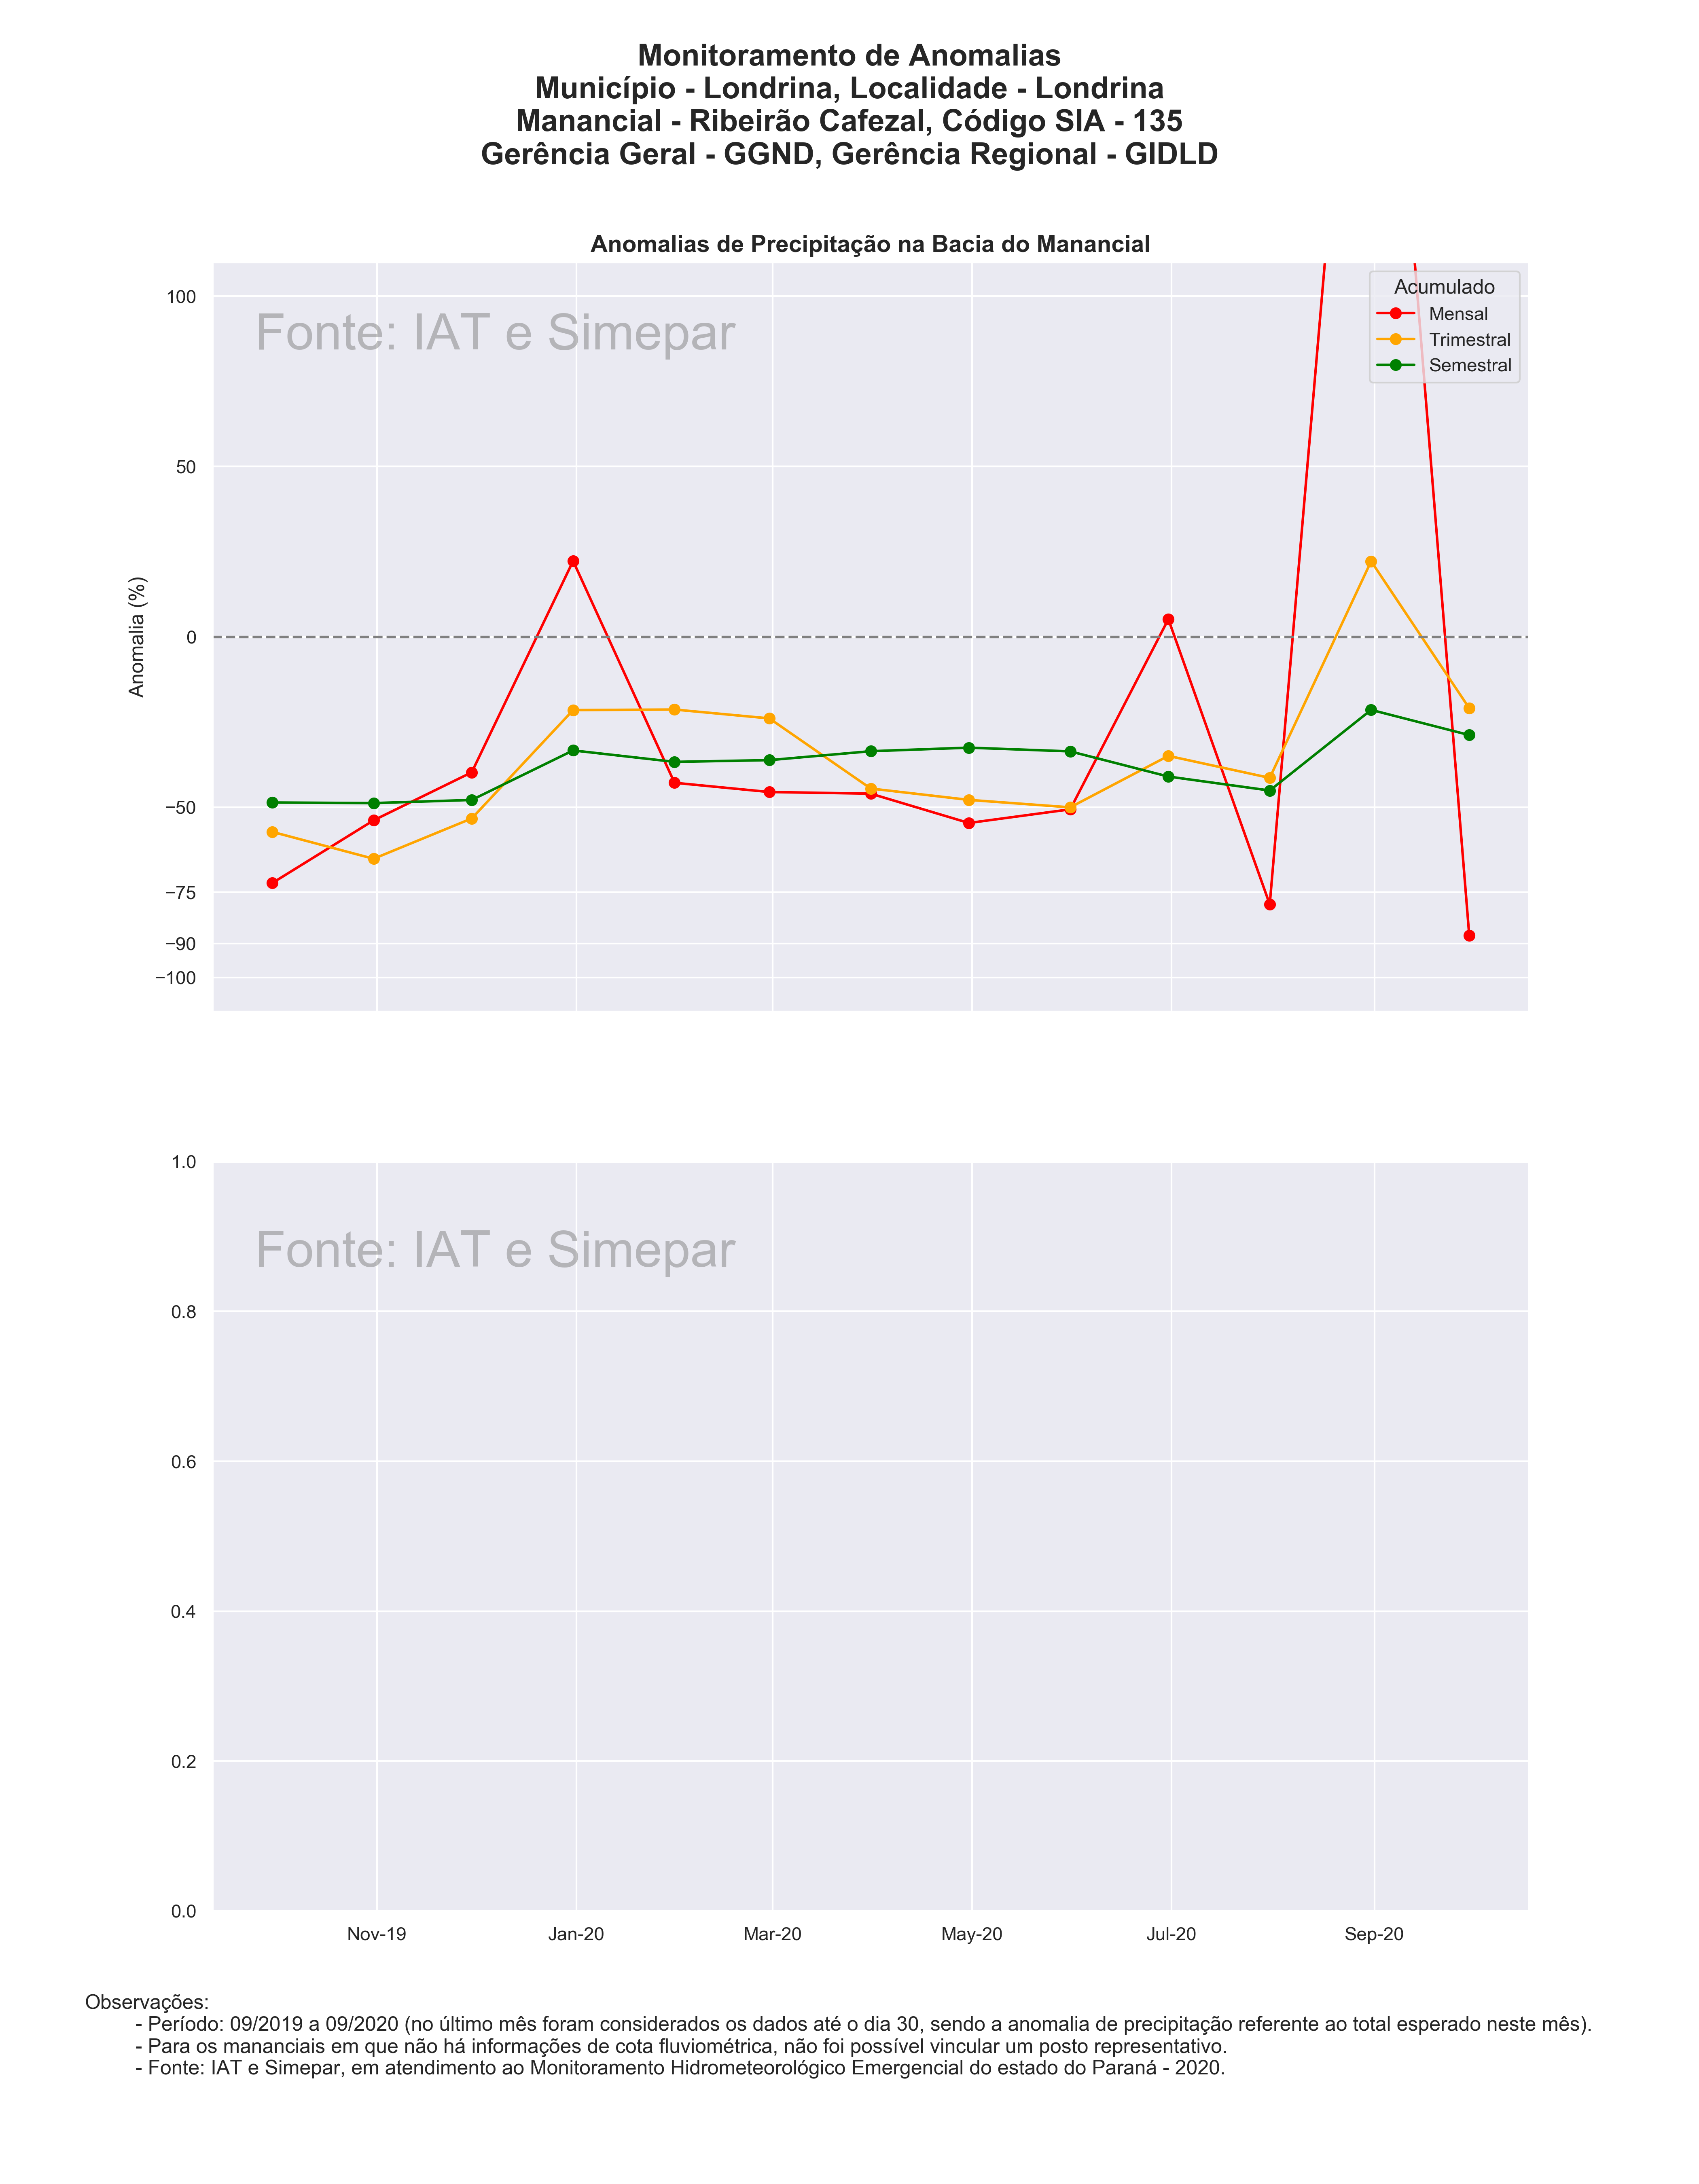 Monitoramento de Anomalias
Município - Londrina, Localidade - Londrina
Manancial - Ribeirão Cafezal, Código SIA - 135
Gerência Geral - GGND, Gerência Regional - GIDLD
Anomalias de Precipitação na Bacia do Manancial
Fonte: IAT e Simepar
Acumulado
Mensal
Trimestral
Semestral
Anomalia (%)
100
50
0
−50
−75
−90
−100
Fonte: IAT e Simepar
1.0
0.8
0.6
0.4
0.2
0.0
Nov-19 Jan-20 Mar-20 May-20 Jul-20 Sep-20
Observações:
- Período: 09/2019 a 09/2020 (no último mês foram considerados os dados até o dia 30, sendo a anomalia de precipitação referente ao total esperado neste mês).
- Para os mananciais em que não há informações de cota fluviométrica, não foi possível vincular um posto representativo.
- Fonte: IAT e Simepar, em atendimento ao Monitoramento Hidrometeorológico Emergencial do estado do Paraná - 2020.